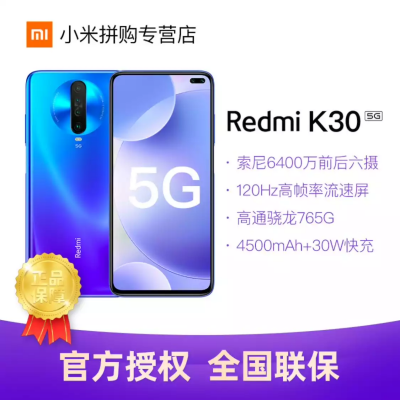 小米拼购专营店
Redmi K30 5G
索尼6400万前后六摄
120Hz高帧率流速屏
高通骁龙765G
4500mAh+30W快充
5G
Redmi
正品
官方授权 全国联保